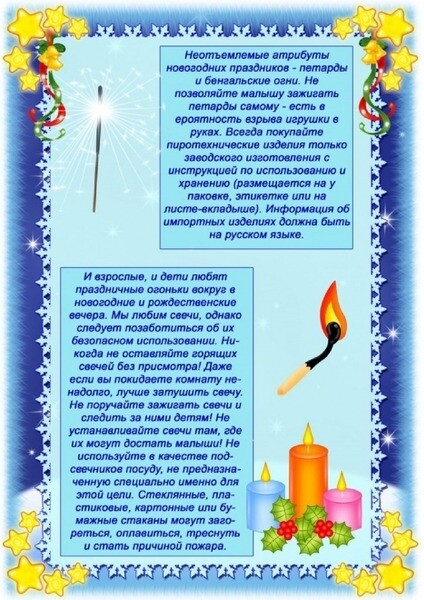 Неотъемлемые атрибуты
новогодних праздников - петарды
и бенгальские огни. Не
позволяйте малышу зажигать
петарды самому - есть в
ероятность взрыва игрушки в
руках. Всегда покупайте
пиротехнические изделия только
заводского изготовления с
инструкцией по использованию и
хранению (размещается на у
паковке, этикетке или на
листе-вкладыше). Информация об
импортных изделиях должна быть
на русском языке.
И взрослые, и дети любят
праздничные огоньки вокруг в
новогодние и рождественские
вечера. Мы любим свечи, однако
следует позаботиться об их
безопасном использовании. Ни-
когда не оставляйте горящих
свечей без присмотра! Даже
если вы покидаете комнату не-
надолго, лучше затушить свечу.
Не поручайте зажигать свечи и
следить за ними детям! Не
устанавливайте свечи там, где
их могут достать малыши! Не
используйте в качестве под-
свечников посуду, не предназна-
ченную специально именно для
этой цели. Стеклянные, пла-
стиковые, картонные или бу-
мажные стаканы могут заго-
реться, оплавиться, треснуть
и стать причиной пожара.